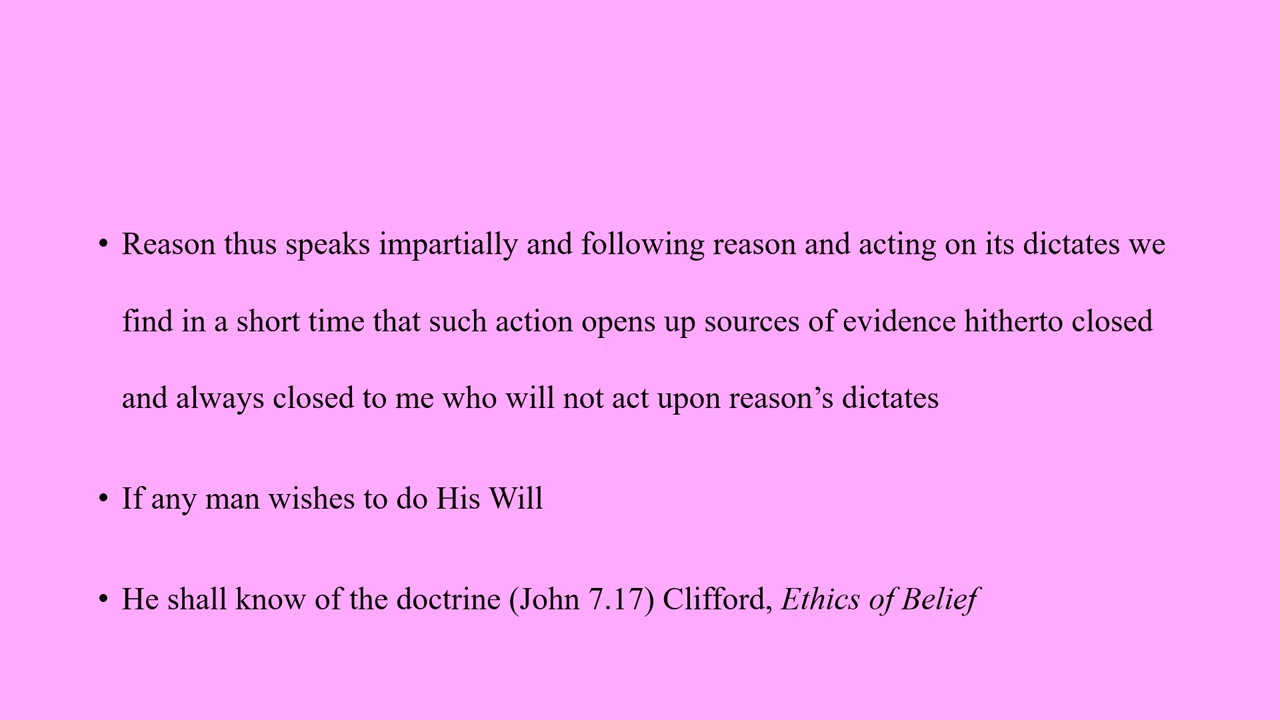 • Reason thus speaks impartially and following reason and acting on its dictates we
find in a short time that such action opens up sources of evidence hitherto closed
and always closed to me who will not act upon reason’s dictates
• If any man wishes to do His Will
• He shall know of the doctrine (John 7.17) Clifford, Ethics of Belief